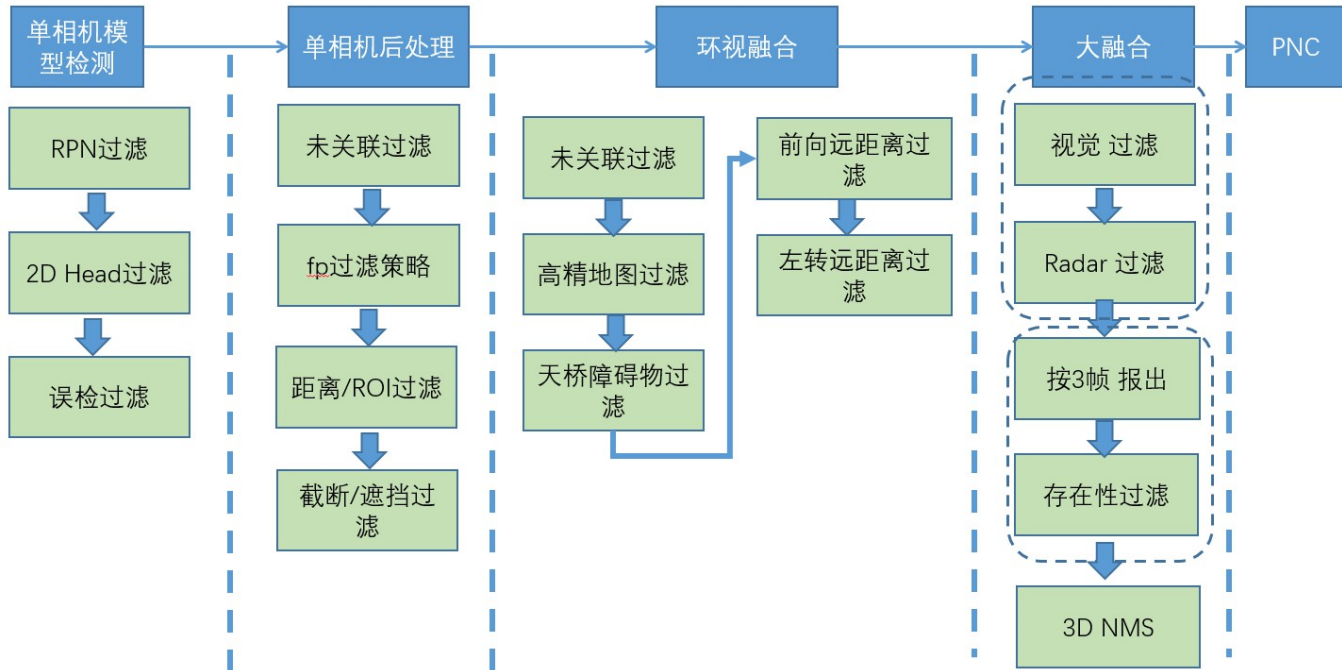 单相机模
型检测
单相机后处理
环视融合
大融合
PNC
RPN过滤
2D Head过滤
误检过滤
未关联过滤
fp过滤策略
距离/ROI过滤
截断/遮挡过
滤
未关联过滤
高精地图过滤
天桥障碍物过
滤
前向远距离过
滤
左转远距离过
滤
视觉 过滤
Radar 过滤
按3帧 报出
存在性过滤
3D NMS